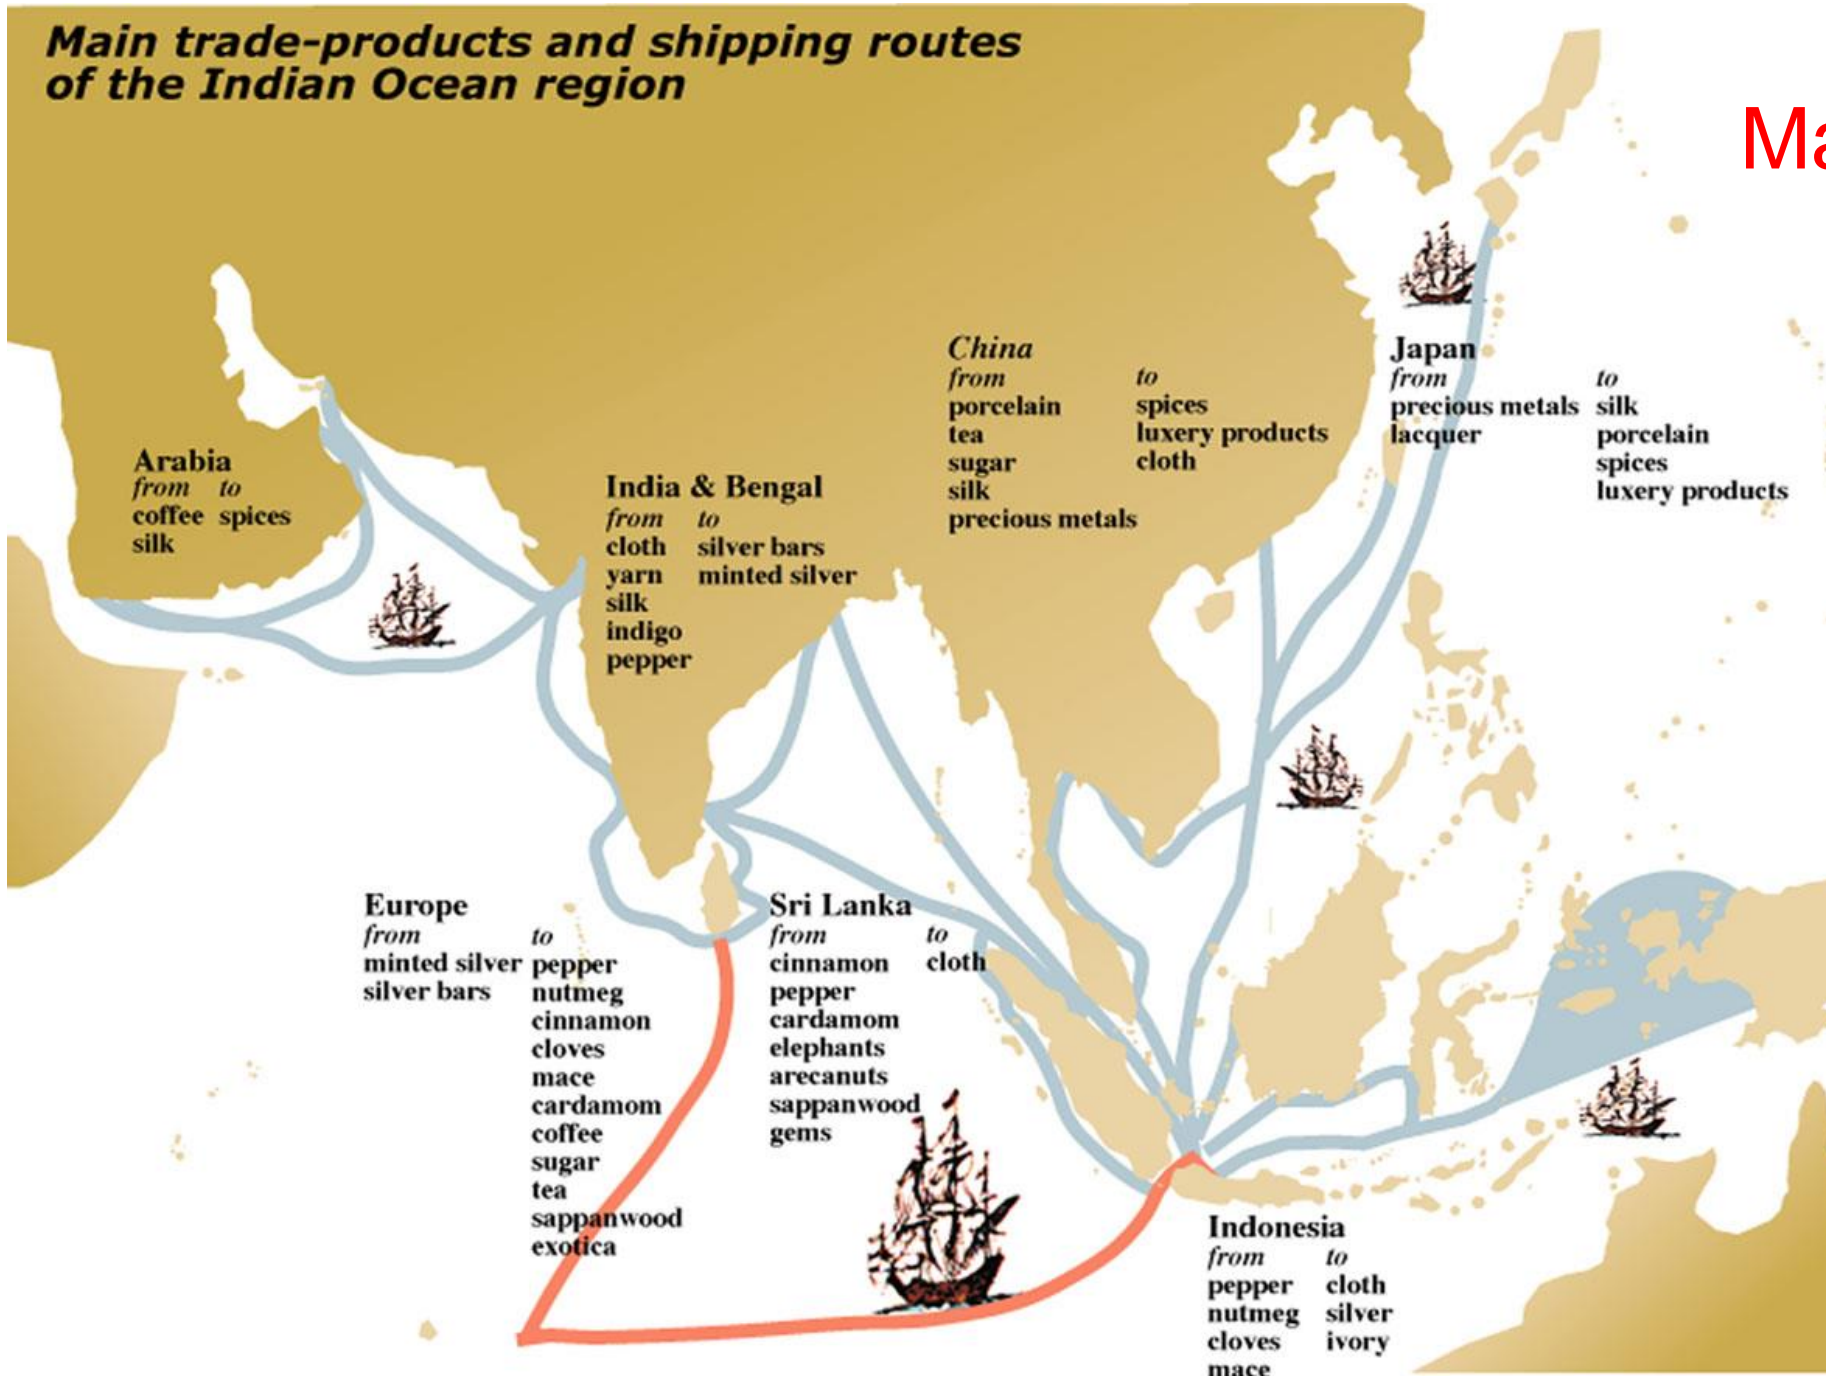 Main trade-products and shipping routes
of the Indian Ocean region
Ma
China
from to
porcelain spices
tea luxery products
sugar cloth
silk
precious metals
Japan
from to
precious metals silk
lacquer porcelain
spices
luxery products
Arabia
from to
coffee spices
silk
India & Bengal
from to
cloth silver bars
yarn minted silver
silk
indigo
pepper
Europe
from to
minted silver pepper
silver bars nutmeg
cinnamon
cloves
mace
cardamom
coffee
sugar
tea
sappanwood
exotica
Sri Lanka
from to
cinnamon cloth
pepper
cardamom
elephants
arecanuts
sappanwood
gems
Indonesia
from to
pepper cloth
nutmeg silver
cloves ivory
mace